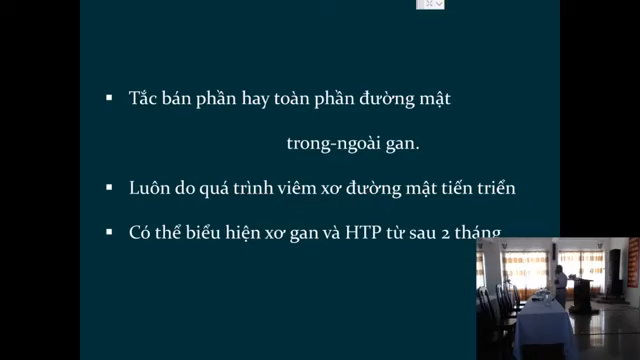 Tắc bán phần hay toàn phần đường mật
trong-ngoài gan.
Luôn do quá trình viêm xơ đường mật tiến triển
Có thể biểu hiện xơ gan và HTP từ sau 2 tháng